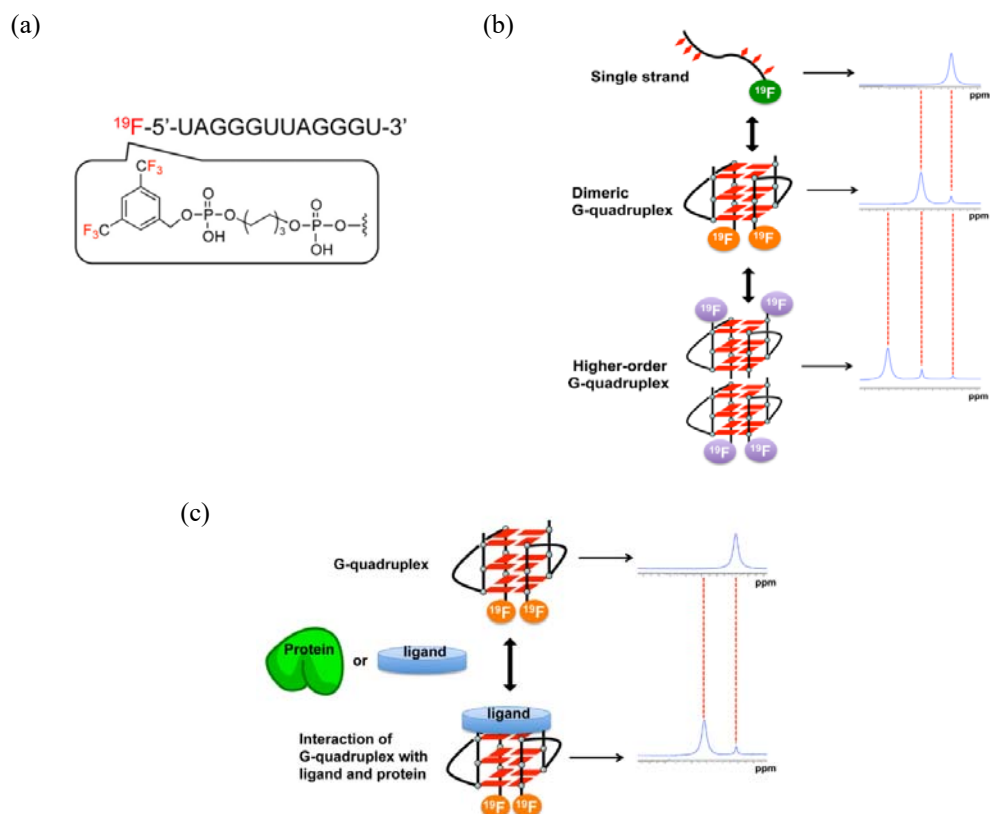 (a)
¹⁹F-5'-UAGGGUUAGGGU-3'
CF₃
F₃C
O
O
O-P-O
3
O-P-O
OH
OH
(b)
Single strand
¹⁹F
ppm
Dimeric
G-quadruplex
¹⁹F ¹⁹F
ppm
¹⁹F ¹⁹F
Higher-order
G-quadruplex
¹⁹F ¹⁹F
ppm
(c)
G-quadruplex
¹⁹F ¹⁹F
ppm
Protein or ligand
ligand
Interaction of
G-quadruplex with
ligand and protein
¹⁹F ¹⁹F
ppm